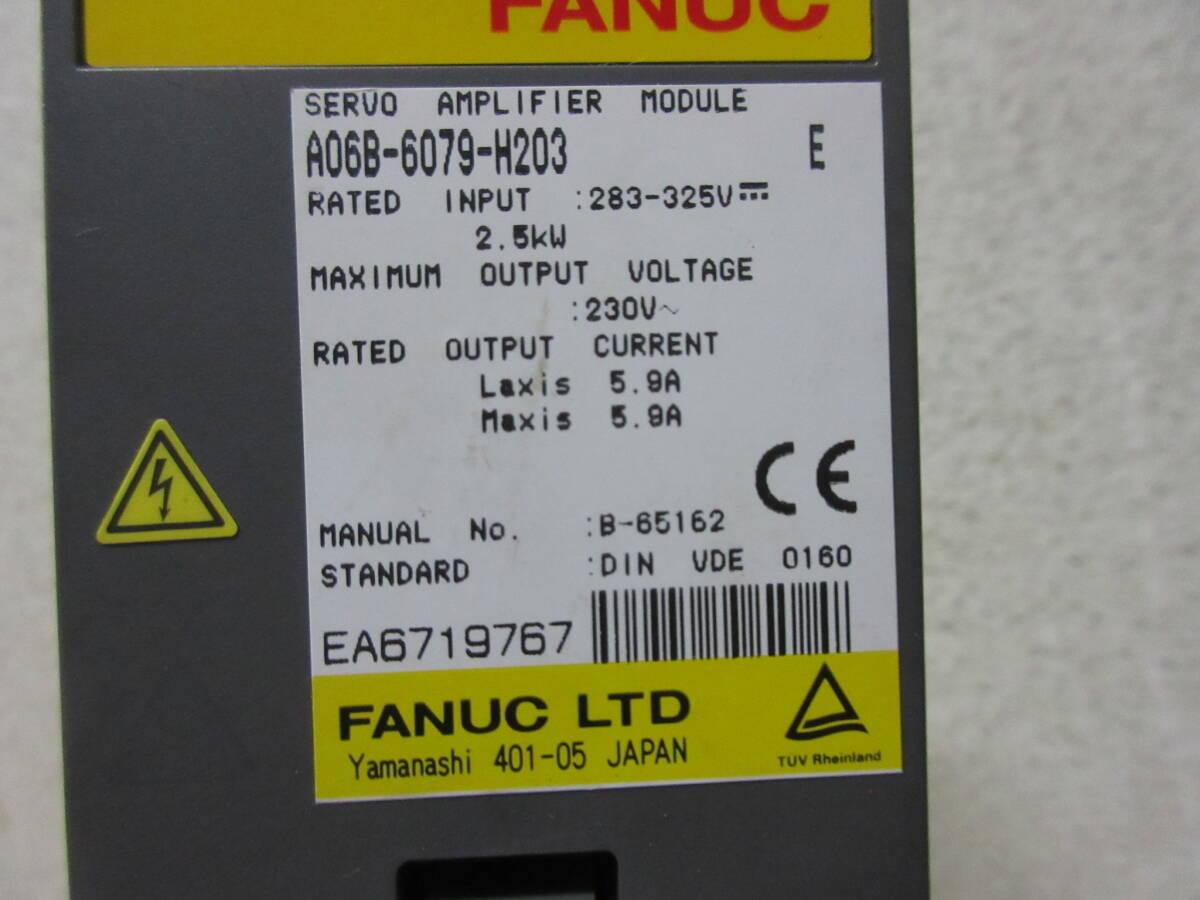 FANUC
SERVO AMPLIFIER MODULE
A06B-6079-H203 E
RATED INPUT :283-325V⎓
2.5kW
MAXIMUM OUTPUT VOLTAGE
:230V~
RATED OUTPUT CURRENT
Laxis 5.9A
Maxis 5.9A
CE
MANUAL No. :B-65162
STANDARD :DIN VDE 0160
EA6719767
FANUC LTD
Yamanashi 401-05 JAPAN
TÜV Rheinland